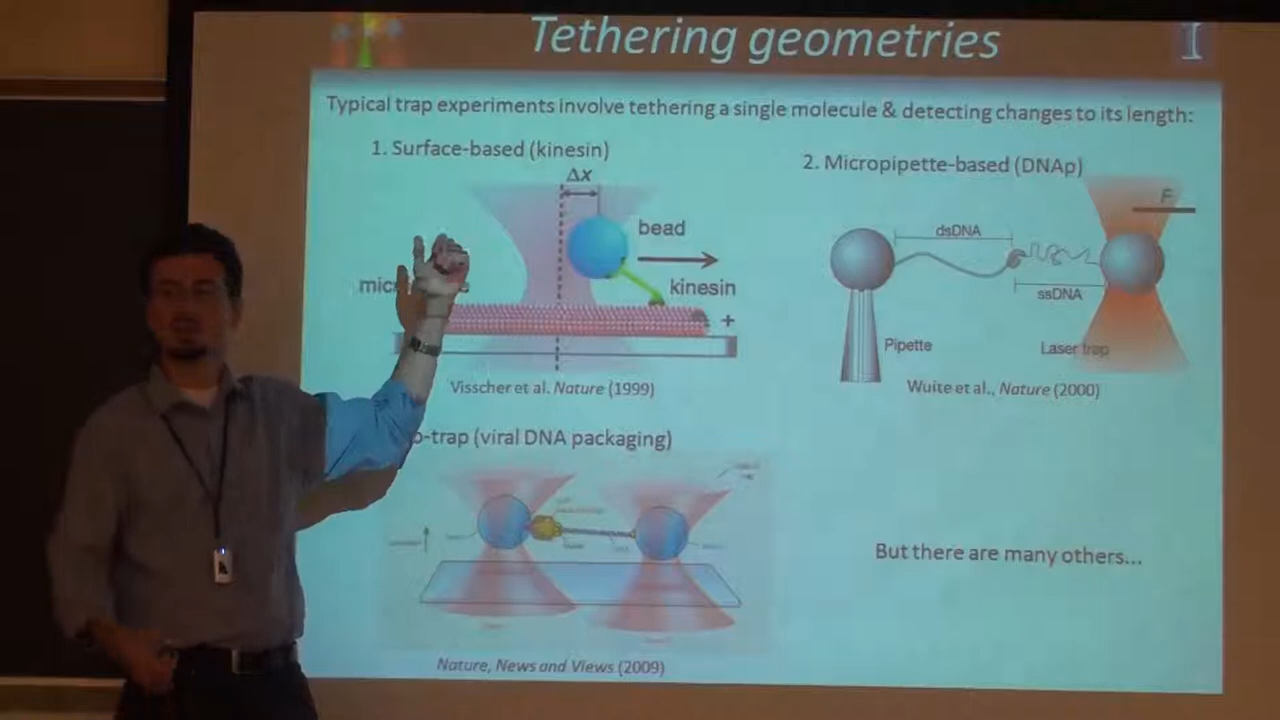 Tethering geometries
I
Typical trap experiments involve tethering a single molecule & detecting changes to its length:
1. Surface-based (kinesin)
2. Micropipette-based (DNAp)
Δx
F
bead
dsDNA
kinesin
ssDNA
+
Pipette
Laser trap
Visscher et al. Nature (1999)
Wuite et al., Nature (2000)
-trap (viral DNA packaging)
But there are many others...
Nature, News and Views (2009)